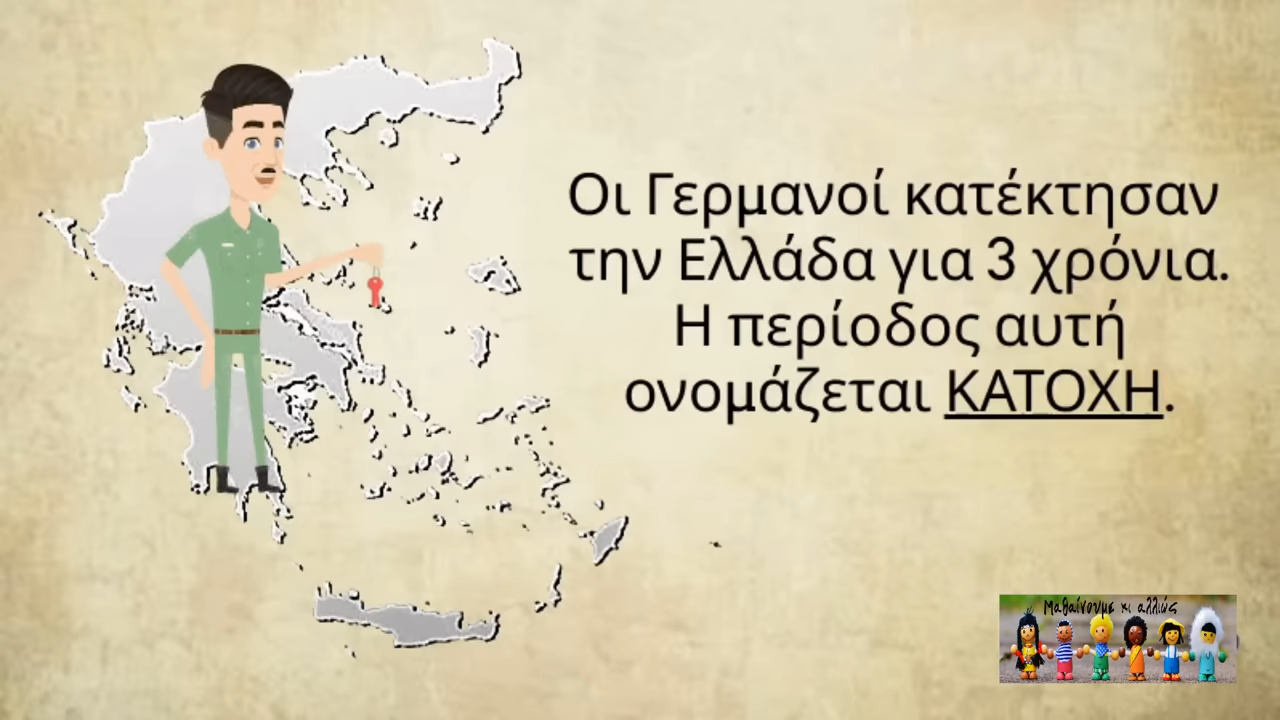 Οι Γερμανοί κατέκτησαν
την Ελλάδα για 3 χρόνια.
Η περίοδος αυτή
ονομάζεται ΚΑΤΟΧΗ.
Μαθαίνουμε κι αλλιώς